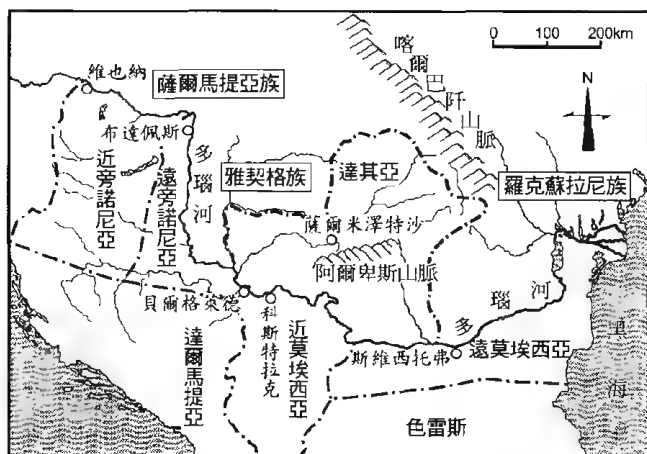 0 100 200km
N
喀爾巴阡山脈
維也納
薩爾馬提亞族
布達佩斯
多瑙河
近旁諾尼亞
遠旁諾尼亞
雅契格族
達其亞
羅克蘇拉尼族
薩爾米澤特沙
阿爾卑斯山脈
貝爾格萊德
科斯特拉克
達爾馬提亞
近莫埃西亞
多瑙河
斯維西托弗
遠莫埃西亞
黑海
色雷斯